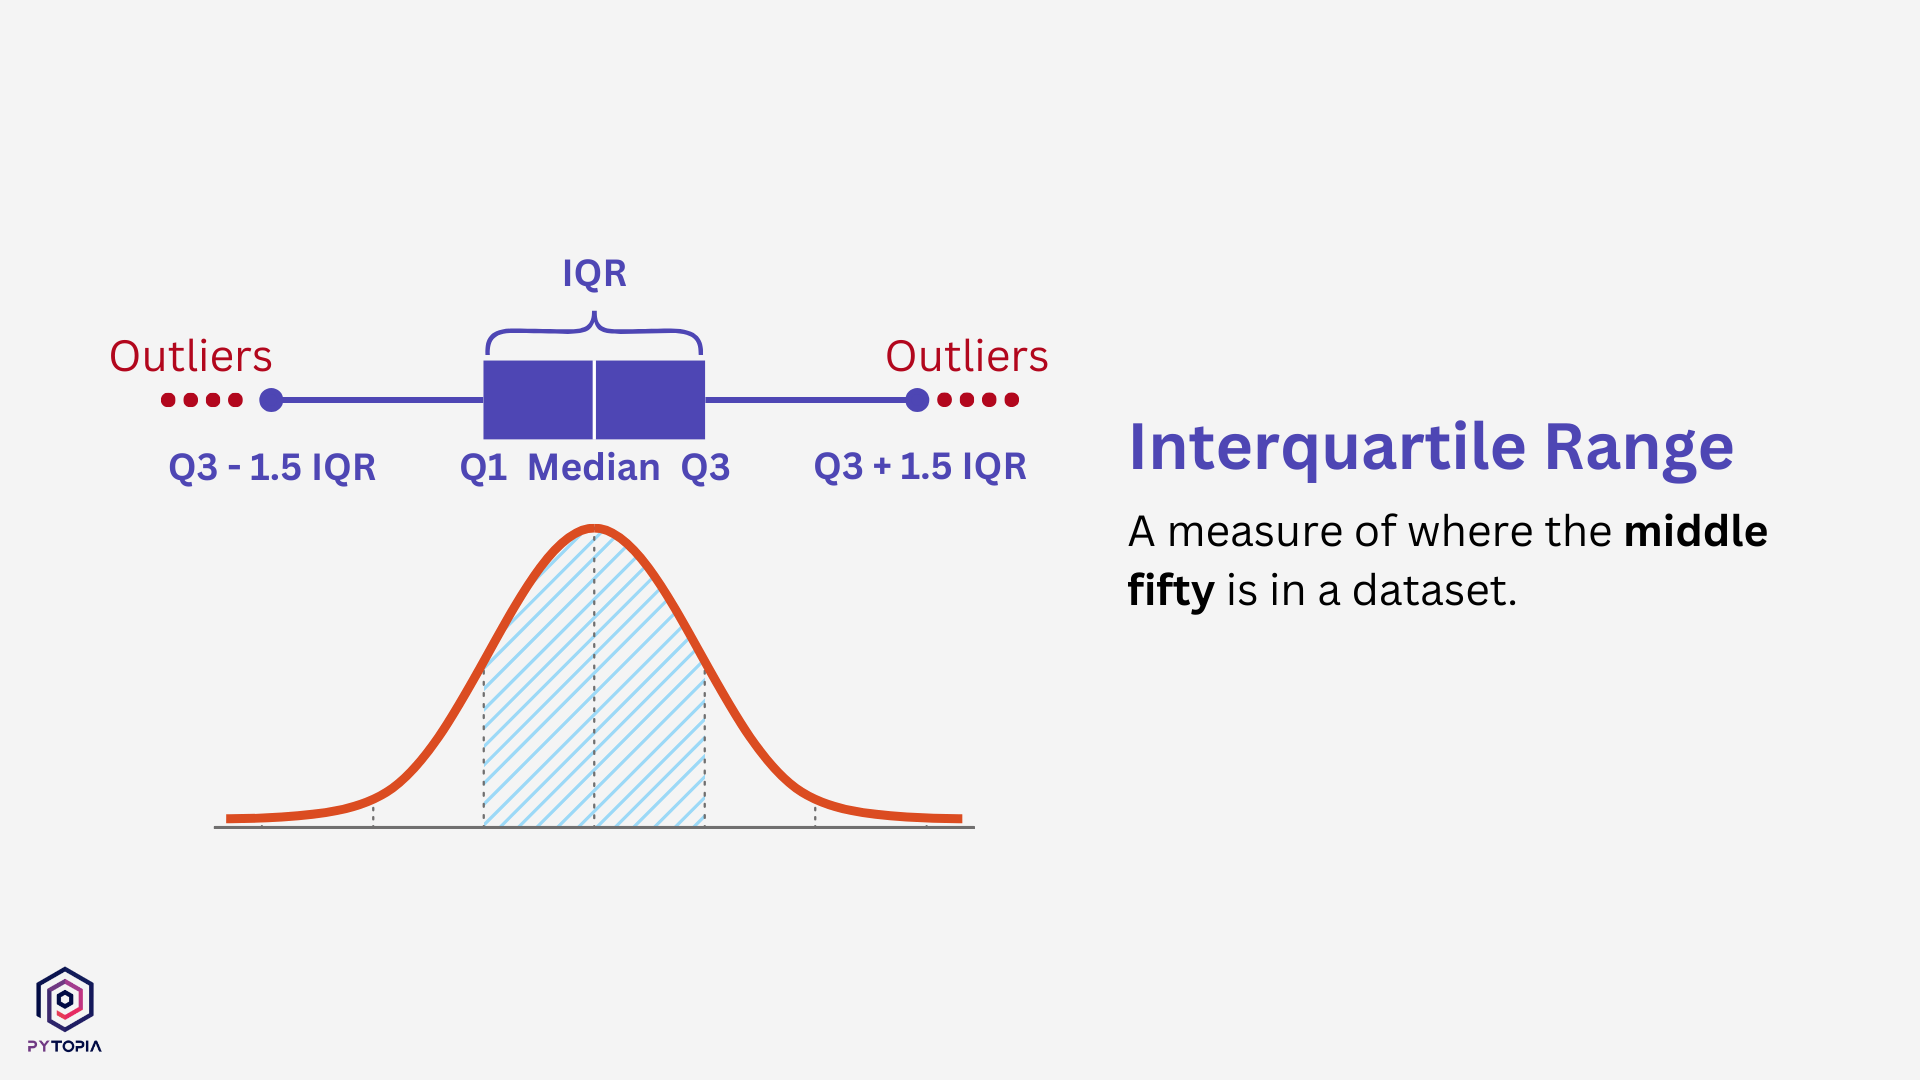 IQR
Outliers
Outliers
Q3 - 1.5 IQR
Q1 Median Q3
Q3 + 1.5 IQR
Interquartile Range
A measure of where the middle
fifty is in a dataset.
PYTOPIA